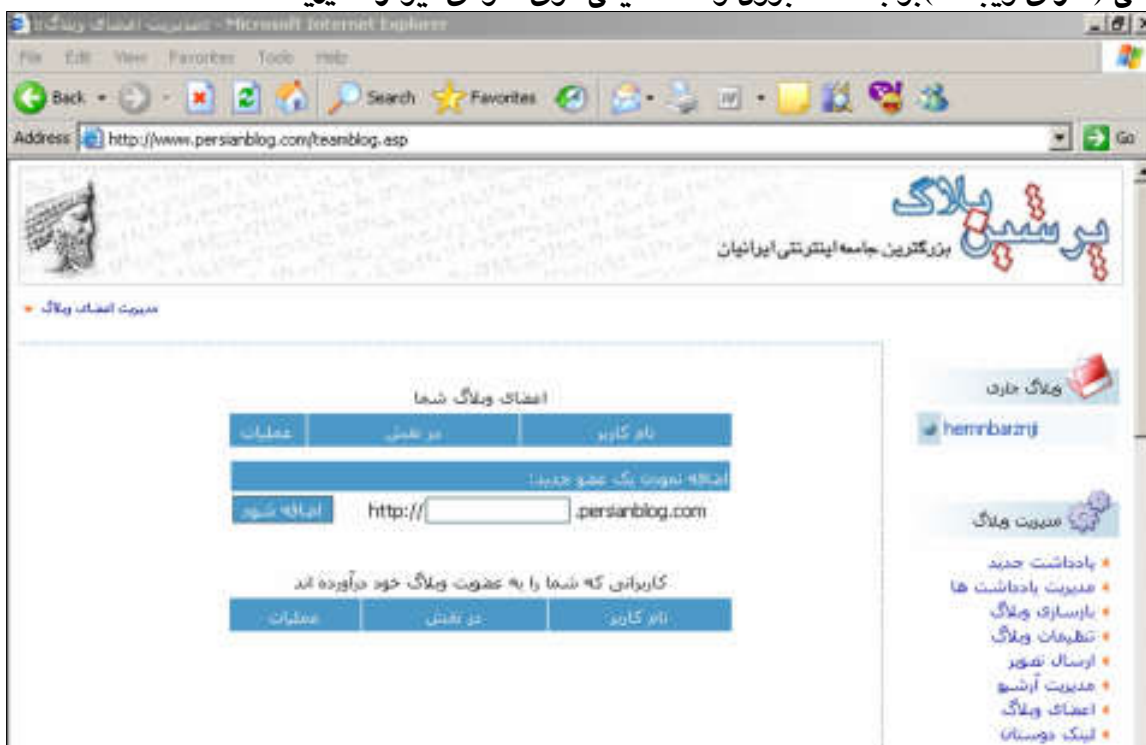 مدیریت اعضای وبلاگ - Microsoft Internet Explorer
File Edit View Favorites Tools Help
Back Search Favorites
Address http://www.persianblog.com/teamblog.asp Go
پرشین بلاگ
بزرگترین جامعه اینترنتی ایرانیان
مدیریت اعضای وبلاگ
وبلاگ جاری
hemnbarznji
اعضای وبلاگ شما
نام کاربر در نقش عملیات
اضافه نمودن یک عضو جدید:
http:// .persianblog.com اضافه شود
کاربرانی که شما را به عضویت وبلاگ خود درآورده اند
نام کاربر در نقش عملیات
مدیریت وبلاگ
یادداشت جدید
مدیریت یادداشت ها
بازسازی وبلاگ
تنظیمات وبلاگ
ارسال تصویر
مدیریت آرشیو
اعضای وبلاگ
لینک دوستان